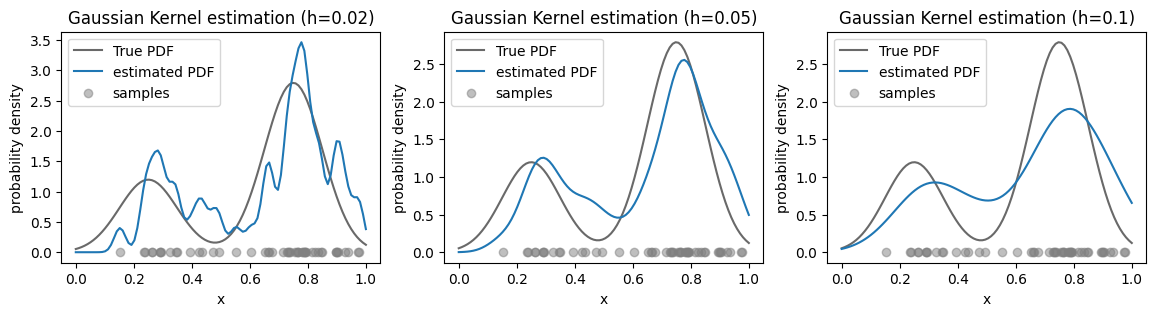 Gaussian Kernel estimation (h=0.02)
True PDF
estimated PDF
samples
probability density
3.5
3.0
2.5
2.0
1.5
1.0
0.5
0.0
0.0 0.2 0.4 0.6 0.8 1.0
x
Gaussian Kernel estimation (h=0.05)
True PDF
estimated PDF
samples
probability density
2.5
2.0
1.5
1.0
0.5
0.0
0.0 0.2 0.4 0.6 0.8 1.0
x
Gaussian Kernel estimation (h=0.1)
True PDF
estimated PDF
samples
probability density
2.5
2.0
1.5
1.0
0.5
0.0
0.0 0.2 0.4 0.6 0.8 1.0
x